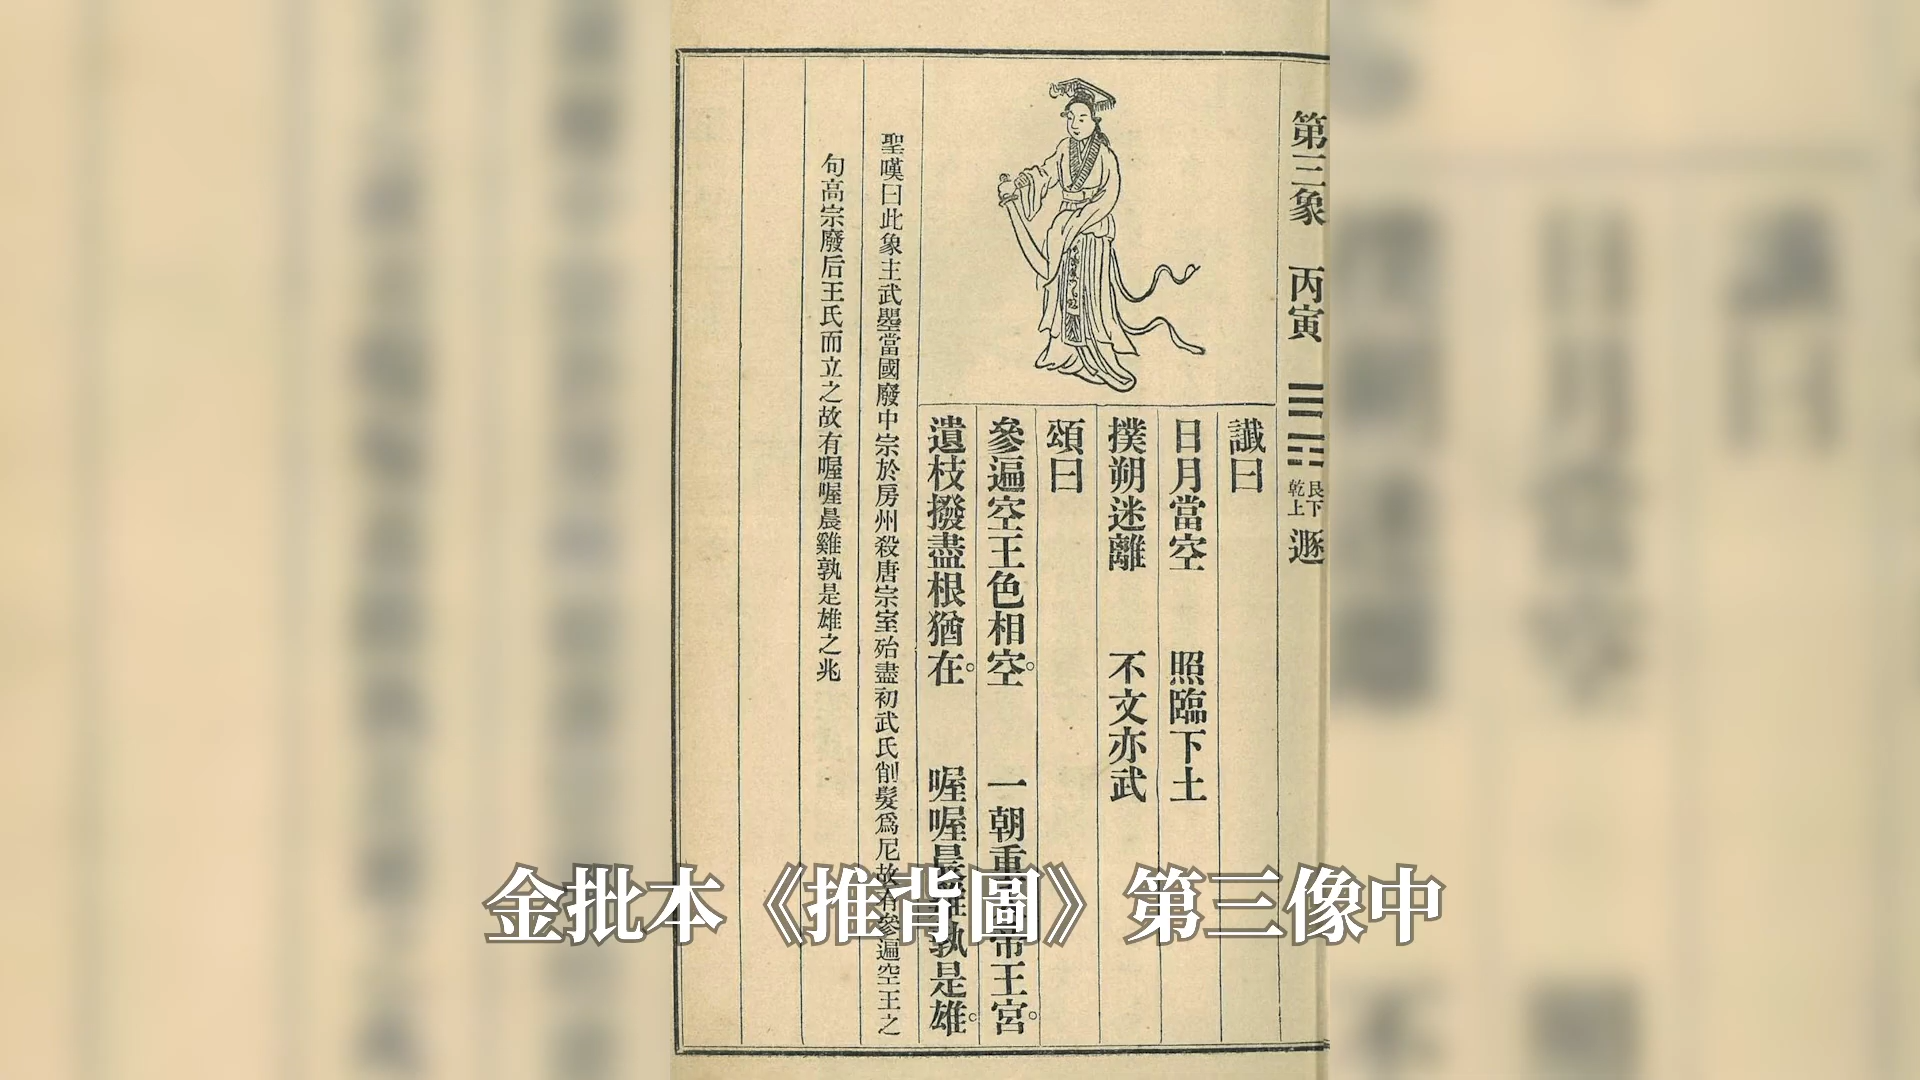 第三象 丙寅 艮下乾上 遯
讖曰
日月當空 照臨下土
撲朔迷離 不文亦武
頌曰
參遍空王色相空。 一朝重帝王宮。
遺枝撥盡根猶在。 喔喔晨雞孰是雄。
聖嘆曰此象主武曌當國廢中宗於房州殺唐宗室殆盡初武氏削髮爲尼故有參遍空王之
句高宗廢后王氏而立之故有喔喔晨雞孰是雄之兆
金批本《推背圖》第三像中